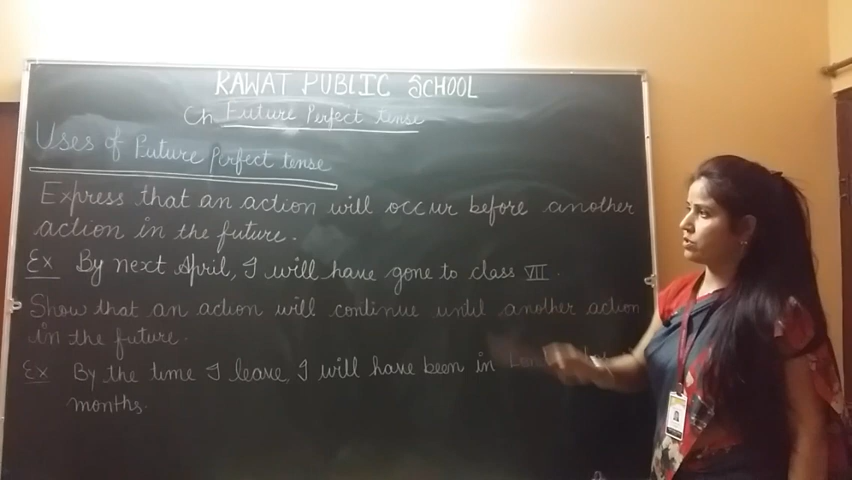 RAWAT PUBLIC SCHOOL
Ch Future Perfect tense
Uses of Future Perfect tense
Express that an action will occur before another
action in the future.
Ex By next April, I will have gone to class VII.
Show that an action will continue until another action
in the future.
Ex By the time I leave, I will have been in
months.